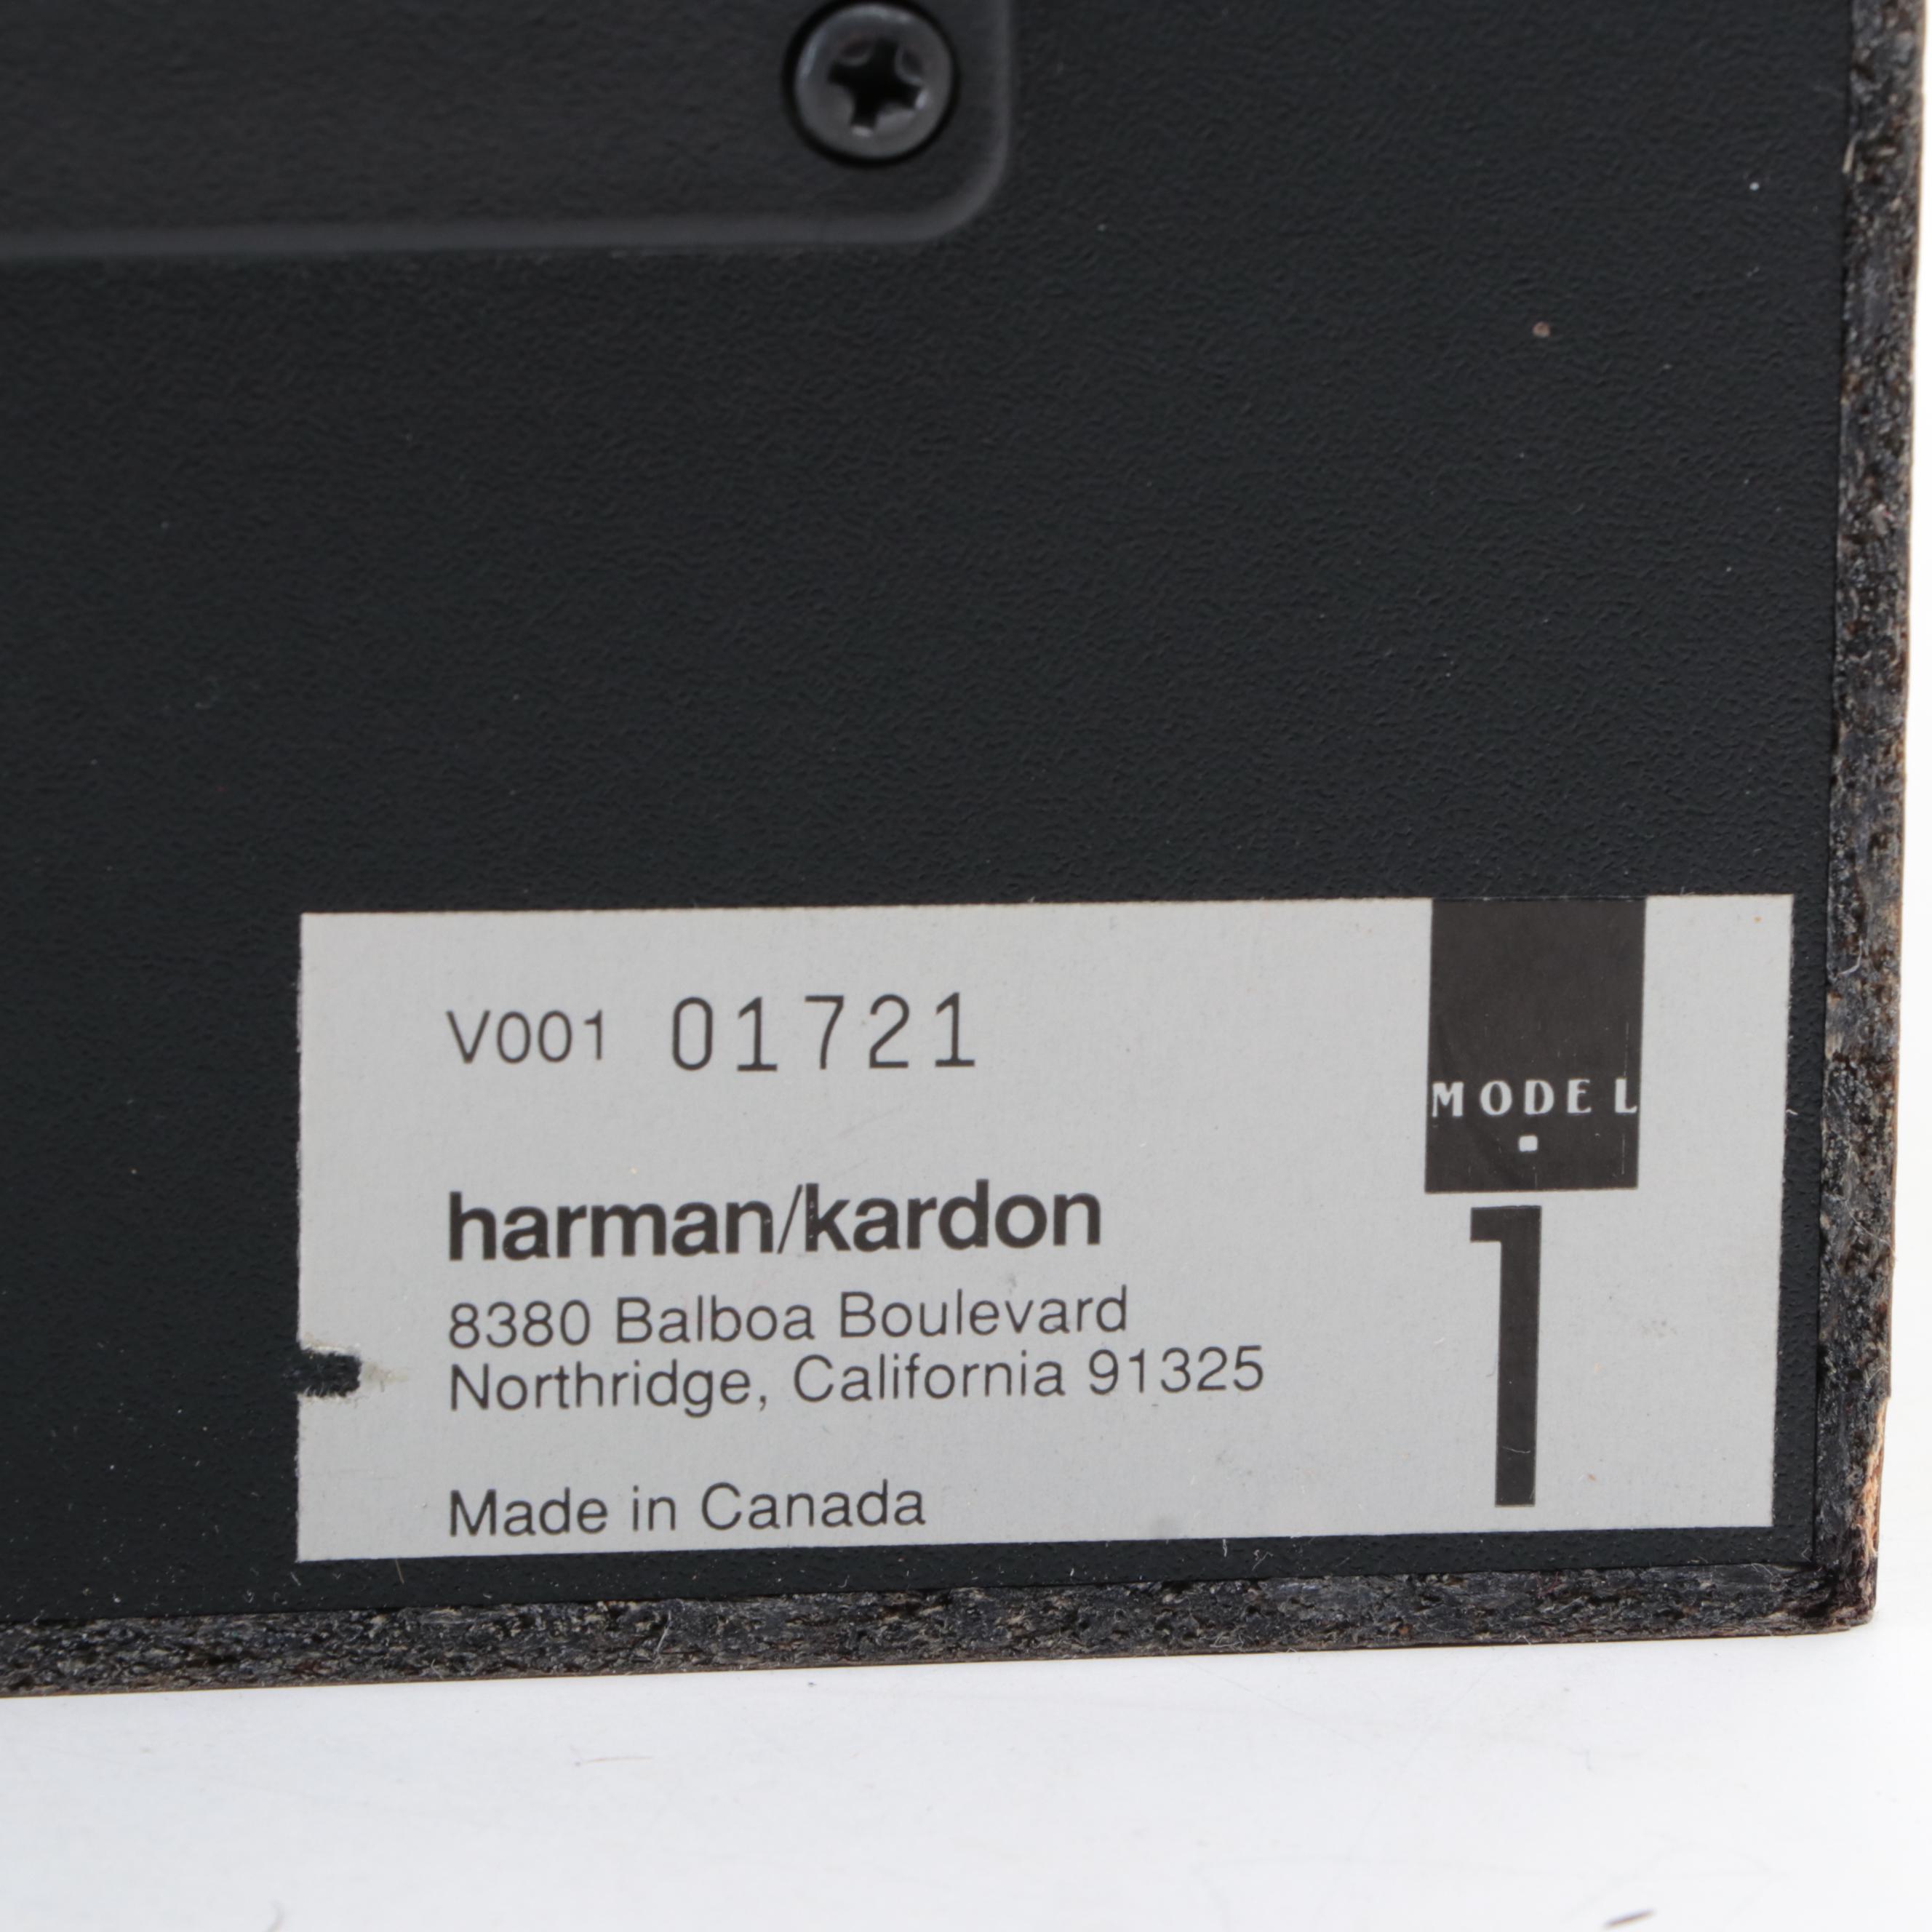 V001 01721
MODEL
1
harman/kardon
8380 Balboa Boulevard
Northridge, California 91325
Made in Canada